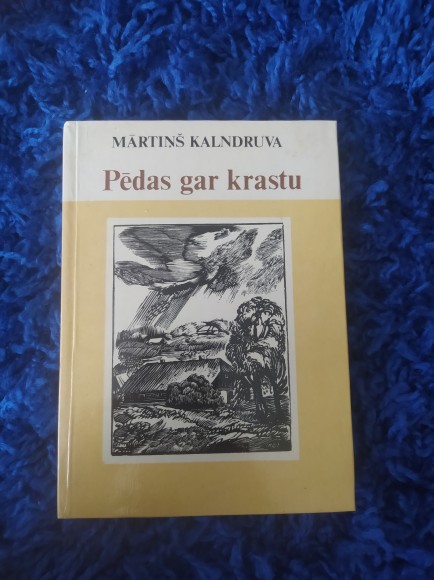 MĀRTIŅŠ KALNDRUVA
Pēdas gar krastu